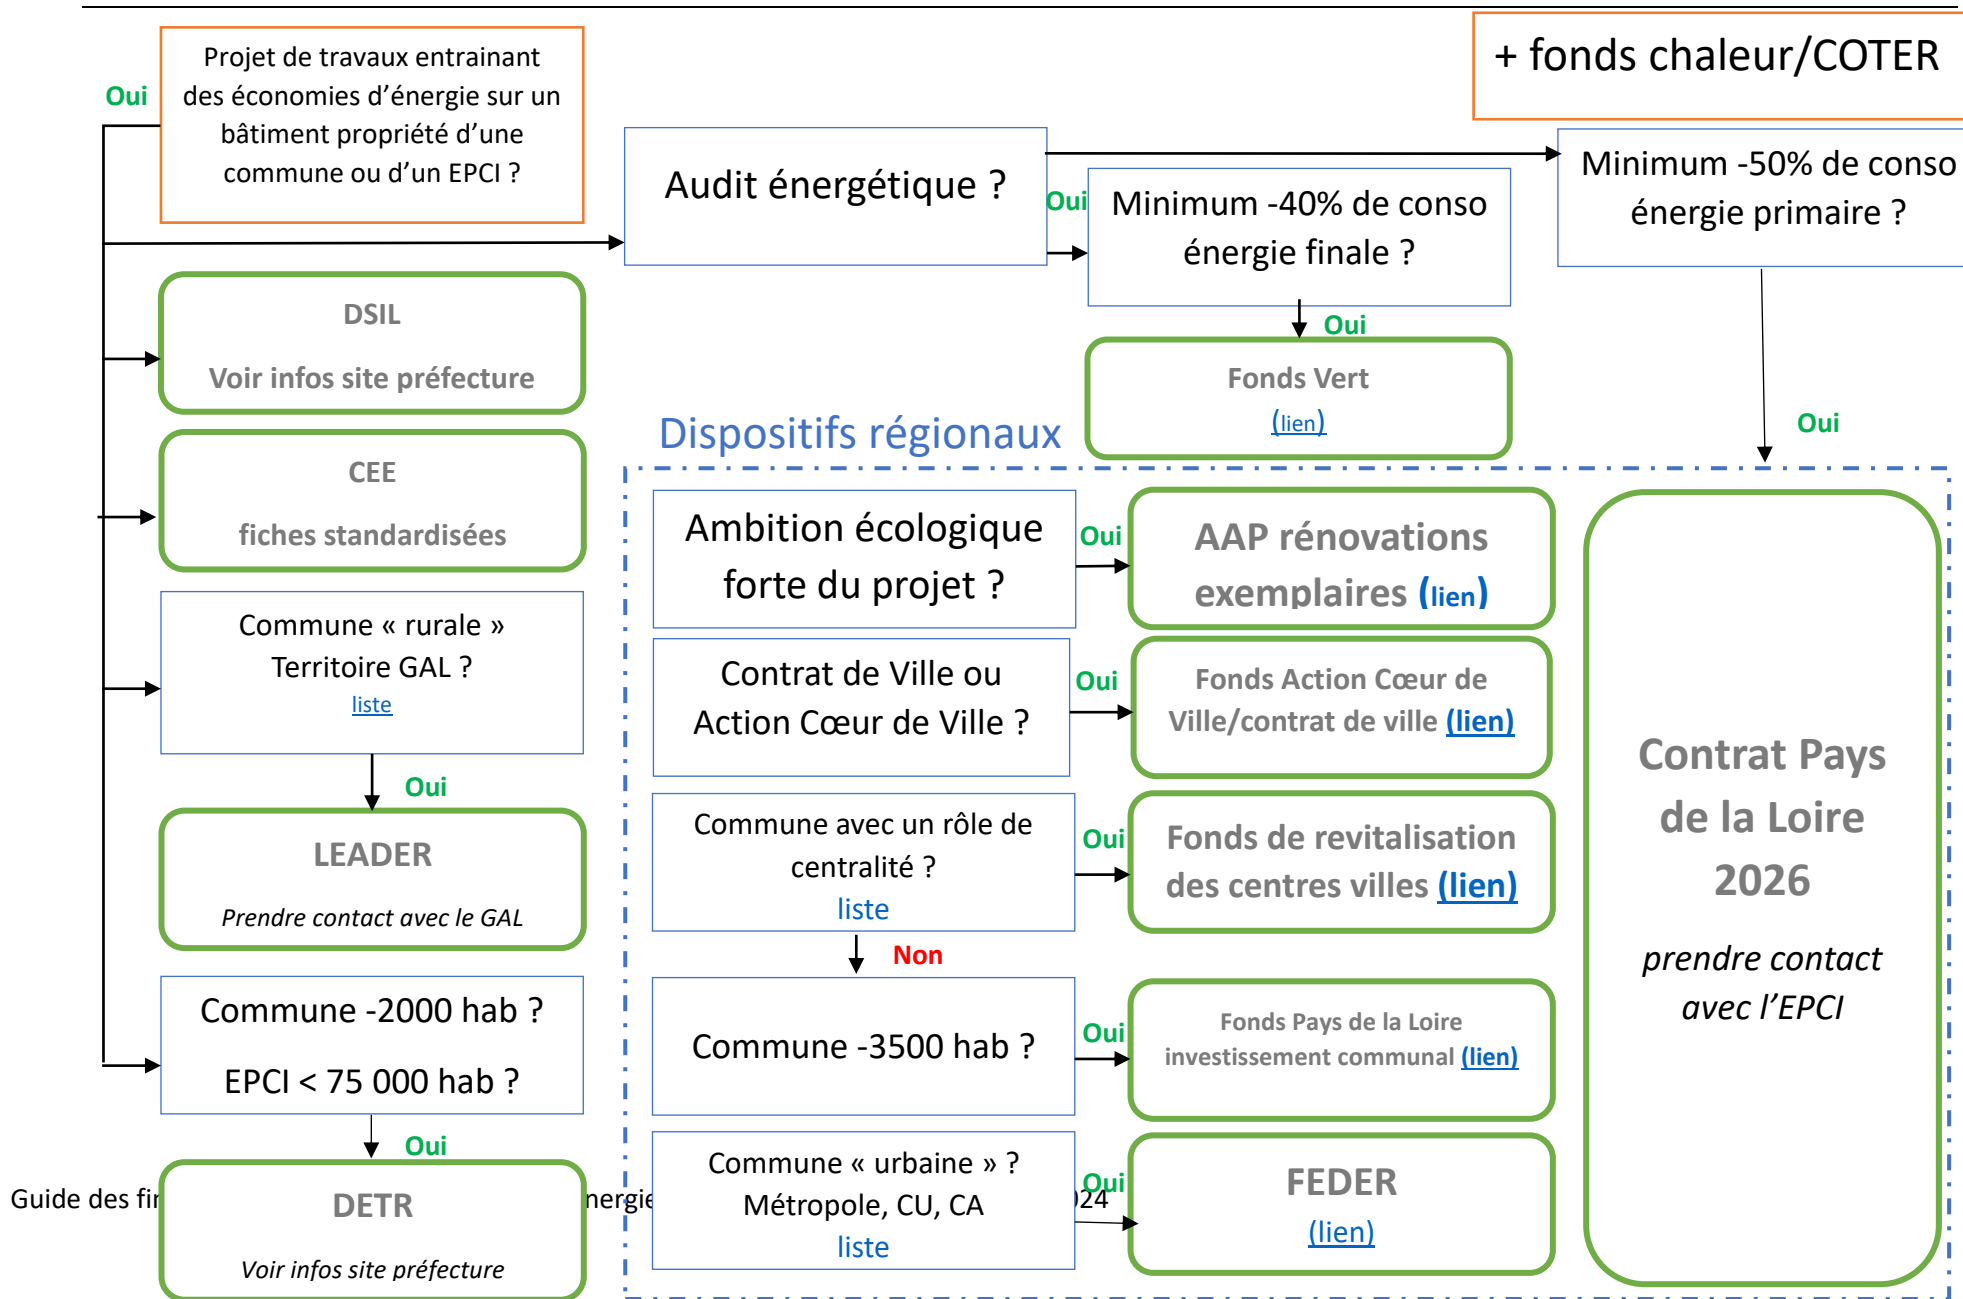 Oui
Projet de travaux entrainant
des économies d’énergie sur un
bâtiment propriété d’une
commune ou d’un EPCI ?
+ fonds chaleur/COTER
Audit énergétique ?
Oui
Minimum -40% de conso
énergie finale ?
Minimum -50% de conso
énergie primaire ?
DSIL
Voir infos site préfecture
Oui
Fonds Vert
(lien)
Oui
CEE
fiches standardisées
Dispositifs régionaux
Ambition écologique
forte du projet ?
Oui
AAP rénovations
exemplaires (lien)
Commune « rurale »
Territoire GAL ?
liste
Oui
Contrat de Ville ou
Action Cœur de Ville ?
Oui
Fonds Action Cœur de
Ville/contrat de ville (lien)
LEADER
Prendre contact avec le GAL
Commune avec un rôle de
centralité ?
liste
Oui
Fonds de revitalisation
des centres villes (lien)
Non
Contrat Pays
de la Loire
2026
prendre contact
avec l’EPCI
Commune -2000 hab ?
EPCI < 75 000 hab ?
Oui
Commune -3500 hab ?
Oui
Fonds Pays de la Loire
investissement communal (lien)
DETR
Voir infos site préfecture
Commune « urbaine » ?
Métropole, CU, CA
liste
Oui
FEDER
(lien)
Guide des